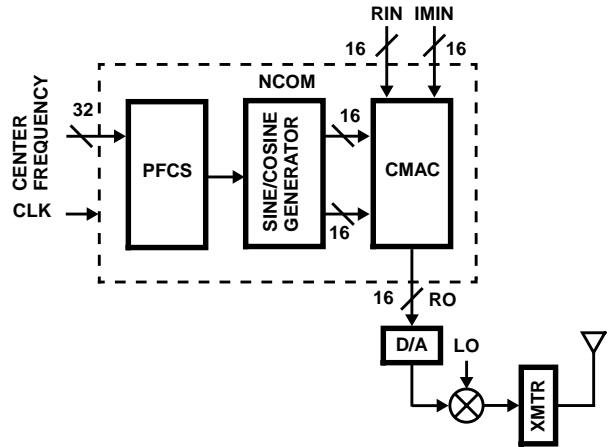 RIN IMIN
16 16
NCOM
CENTER
FREQUENCY
32
PFCS
SINE/COSINE
GENERATOR
16
16
CMAC
CLK
16 RO
D/A
LO
XMTR